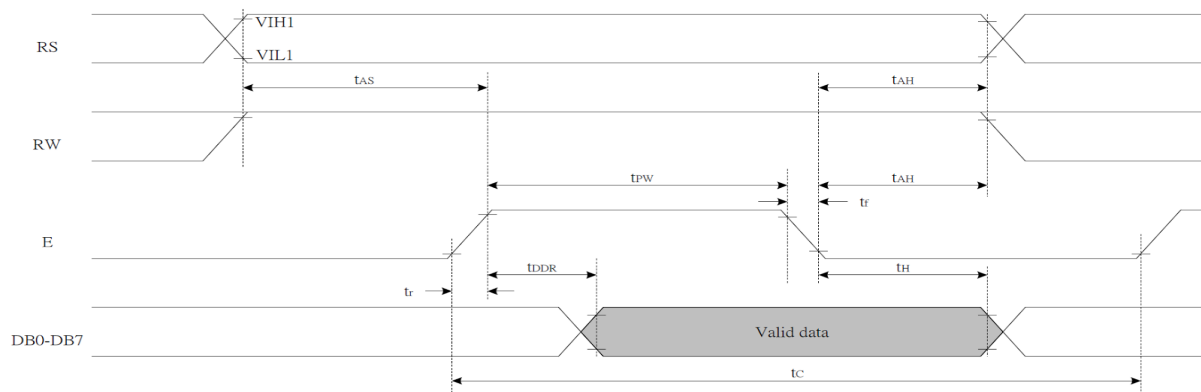 VIH1
RS
VIL1
tAS
tAH
RW
tPW
tAH
tf
E
tDDR
tH
tr
Valid data
DB0-DB7
tC